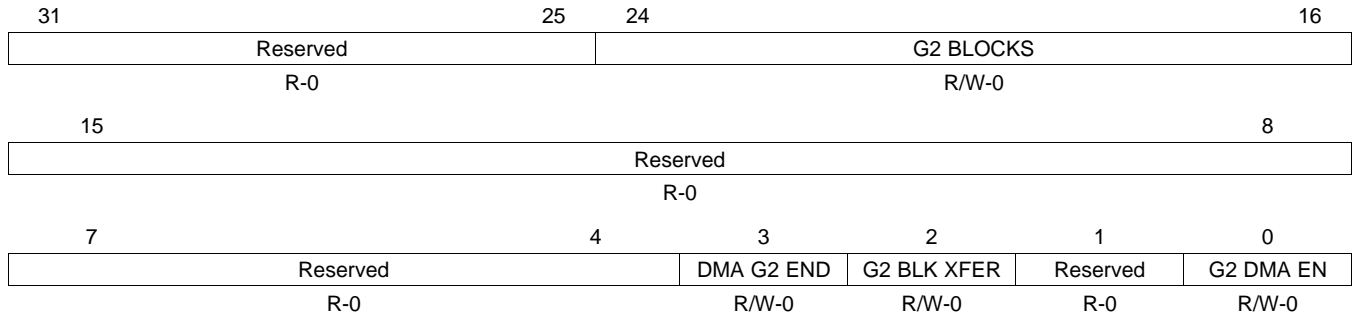 31 25 24 16
Reserved G2 BLOCKS
R-0 R/W-0
15 8
Reserved
R-0
7 4 3 2 1 0
Reserved DMA G2 END G2 BLK XFER Reserved G2 DMA EN
R-0 R/W-0 R/W-0 R-0 R/W-0